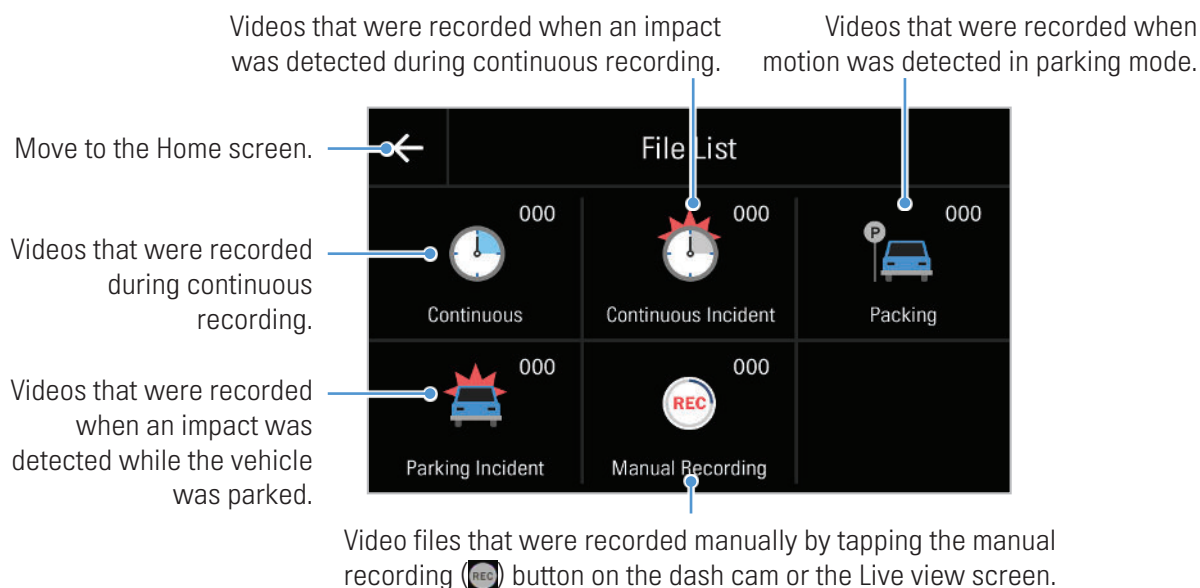 Videos that were recorded when an impact
was detected during continuous recording.
Videos that were recorded when
motion was detected in parking mode.
Move to the Home screen.
File List
Videos that were recorded
during continuous
recording.
000
Continuous
000
Continuous Incident
P
000
Packing
Videos that were recorded
when an impact was
detected while the vehicle
was parked.
000
Parking Incident
000
REC
Manual Recording
Video files that were recorded manually by tapping the manual
recording (REC) button on the dash cam or the Live view screen.